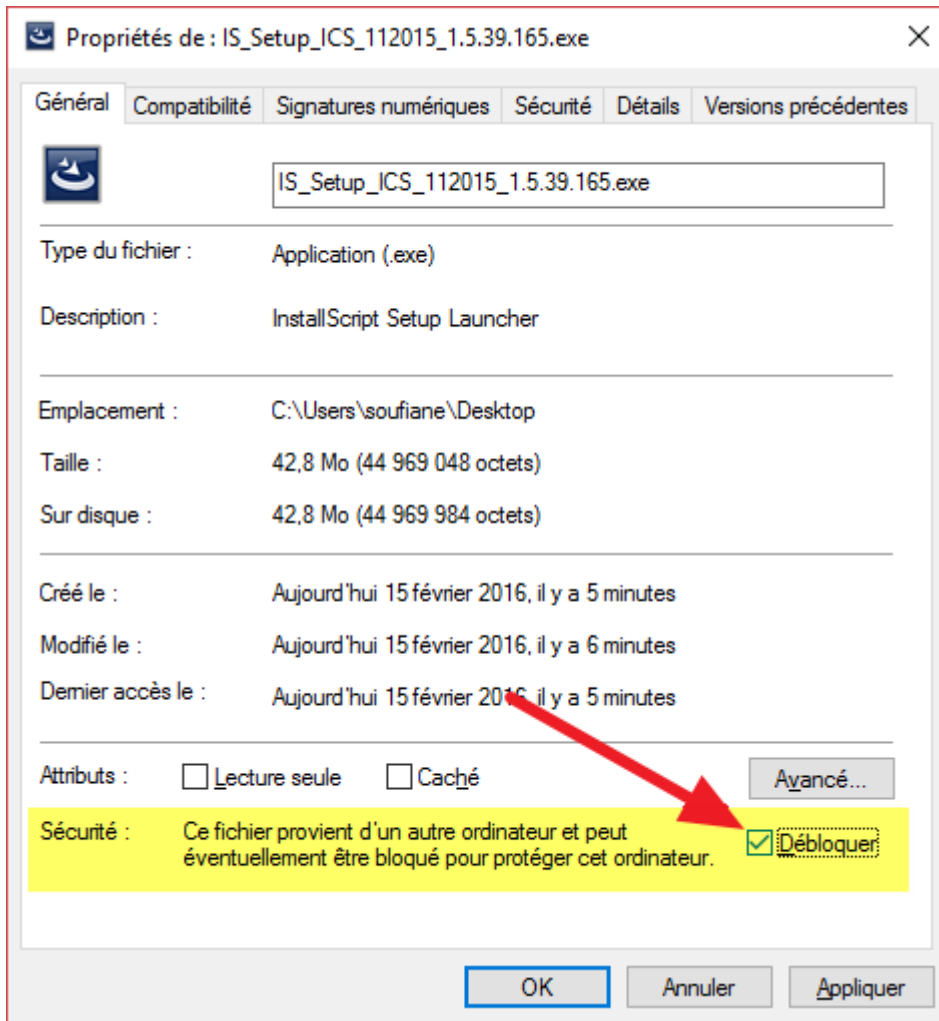 Propriétés de : IS_Setup_ICS_112015_1.5.39.165.exe
Général Compatibilité Signatures numériques Sécurité Détails Versions précédentes
IS_Setup_ICS_112015_1.5.39.165.exe
Type du fichier : Application (.exe)
Description : InstallScript Setup Launcher
Emplacement : C:\Users\soufiane\Desktop
Taille : 42,8 Mo (44 969 048 octets)
Sur disque : 42,8 Mo (44 969 984 octets)
Créé le : Aujourd'hui 15 février 2016, il y a 5 minutes
Modifié le : Aujourd'hui 15 février 2016, il y a 6 minutes
Dernier accès le : Aujourd'hui 15 février 2016, il y a 5 minutes
Attributs : Lecture seule Caché Avancé...
Sécurité : Ce fichier provient d'un autre ordinateur et peut
éventuellement être bloqué pour protéger cet ordinateur. Débloquer
OK Annuler Appliquer